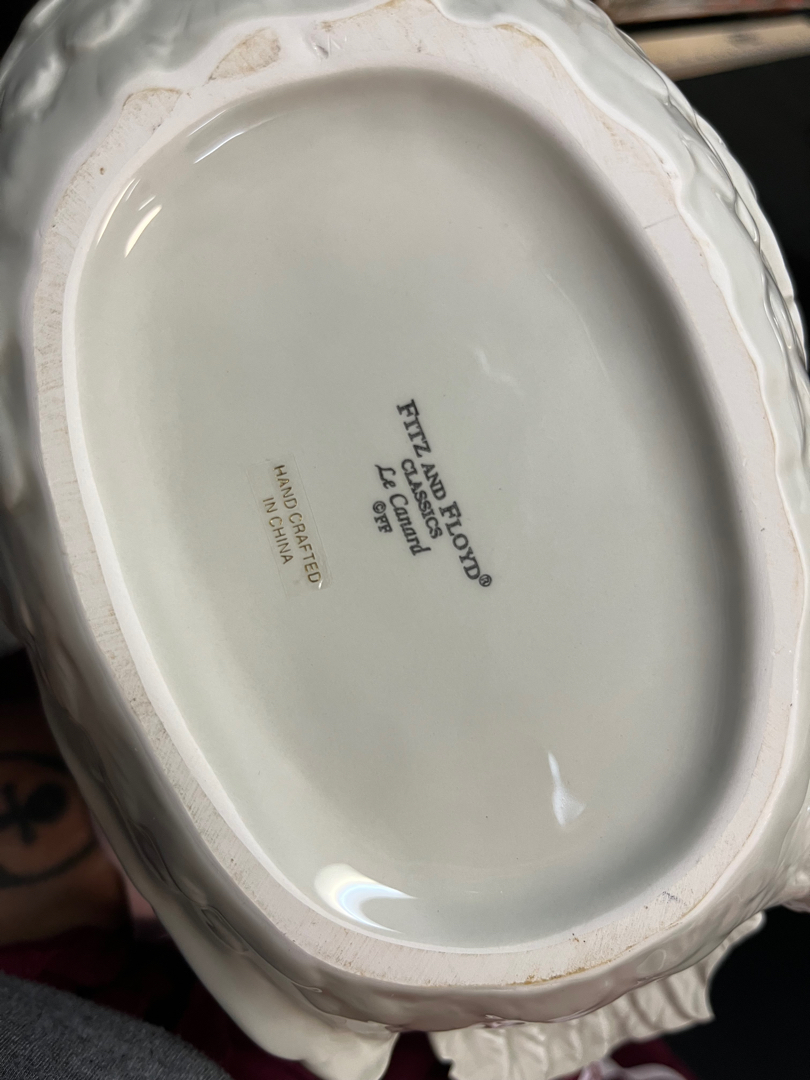 FITZ AND FLOYD®
CLASSICS
Le Canard
©FF
HAND CRAFTED
IN CHINA